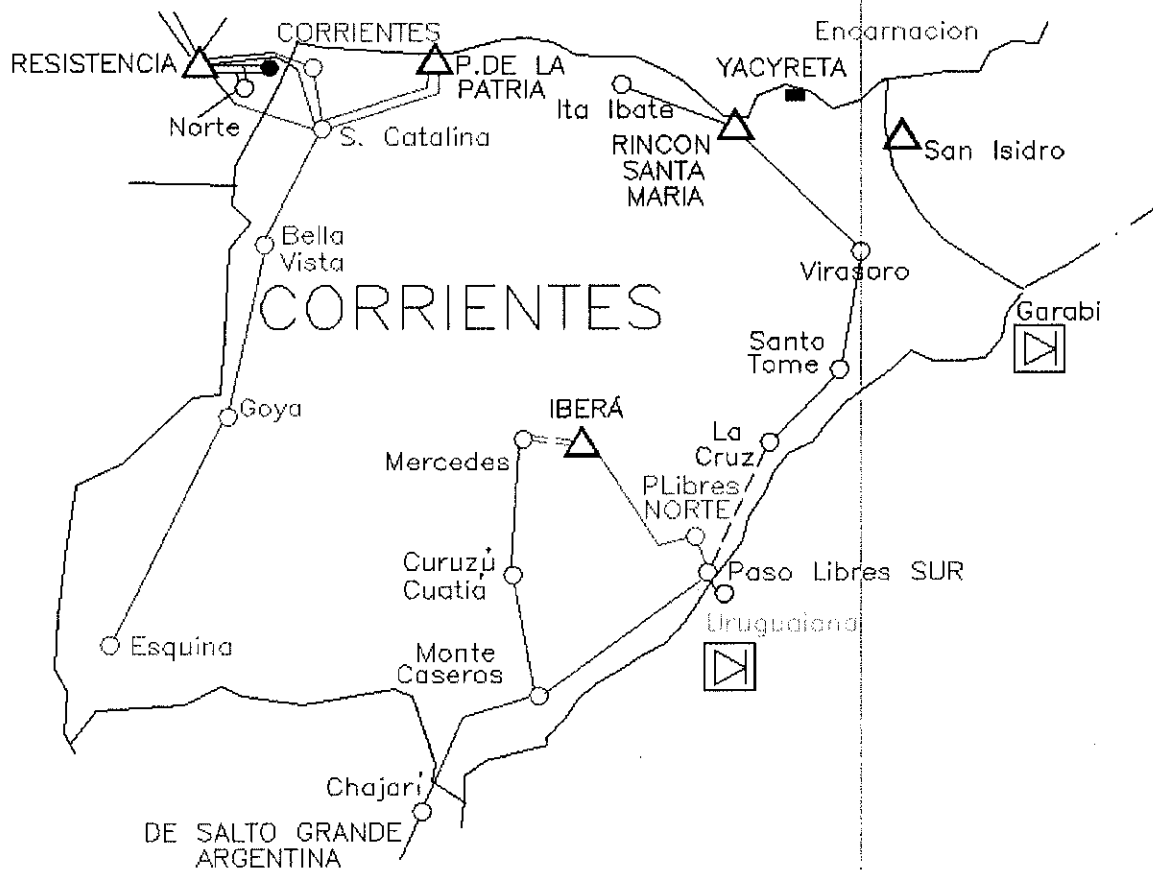 CORRIENTES
Encarnacion
RESISTENCIA
P.DE LA
PATRIA
YACYRETA
Ita Ibate
Norte
S. Catalina
RINCON
SANTA
MARIA
San Isidro
Bella
Vista
Virasoro
CORRIENTES
Garabi
Santo
Tome
Goya
IBERÁ
La
Cruz
Mercedes
PLibres
NORTE
Curuzú
Cuatiá
Paso Libres SUR
Uruguaiana
Esquina
Monte
Caseros
Chajarí
DE SALTO GRANDE
ARGENTINA